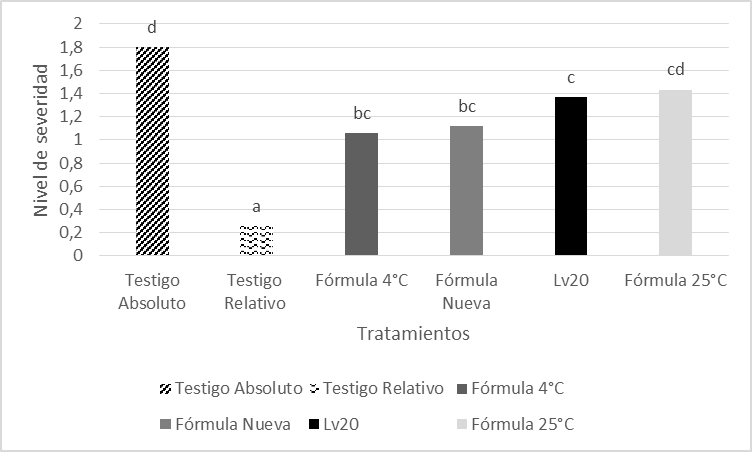 2
1,8
1,6
1,4
1,2
1
0,8
0,6
0,4
0,2
0
Nivel de severidad
d
a
bc
bc
c
cd
Testigo
Absoluto
Testigo
Relativo
Fórmula 4°C
Fórmula
Nueva
Lv20
Fórmula 25°C
Tratamientos
Testigo Absoluto
Testigo Relativo
Fórmula 4°C
Fórmula Nueva
Lv20
Fórmula 25°C